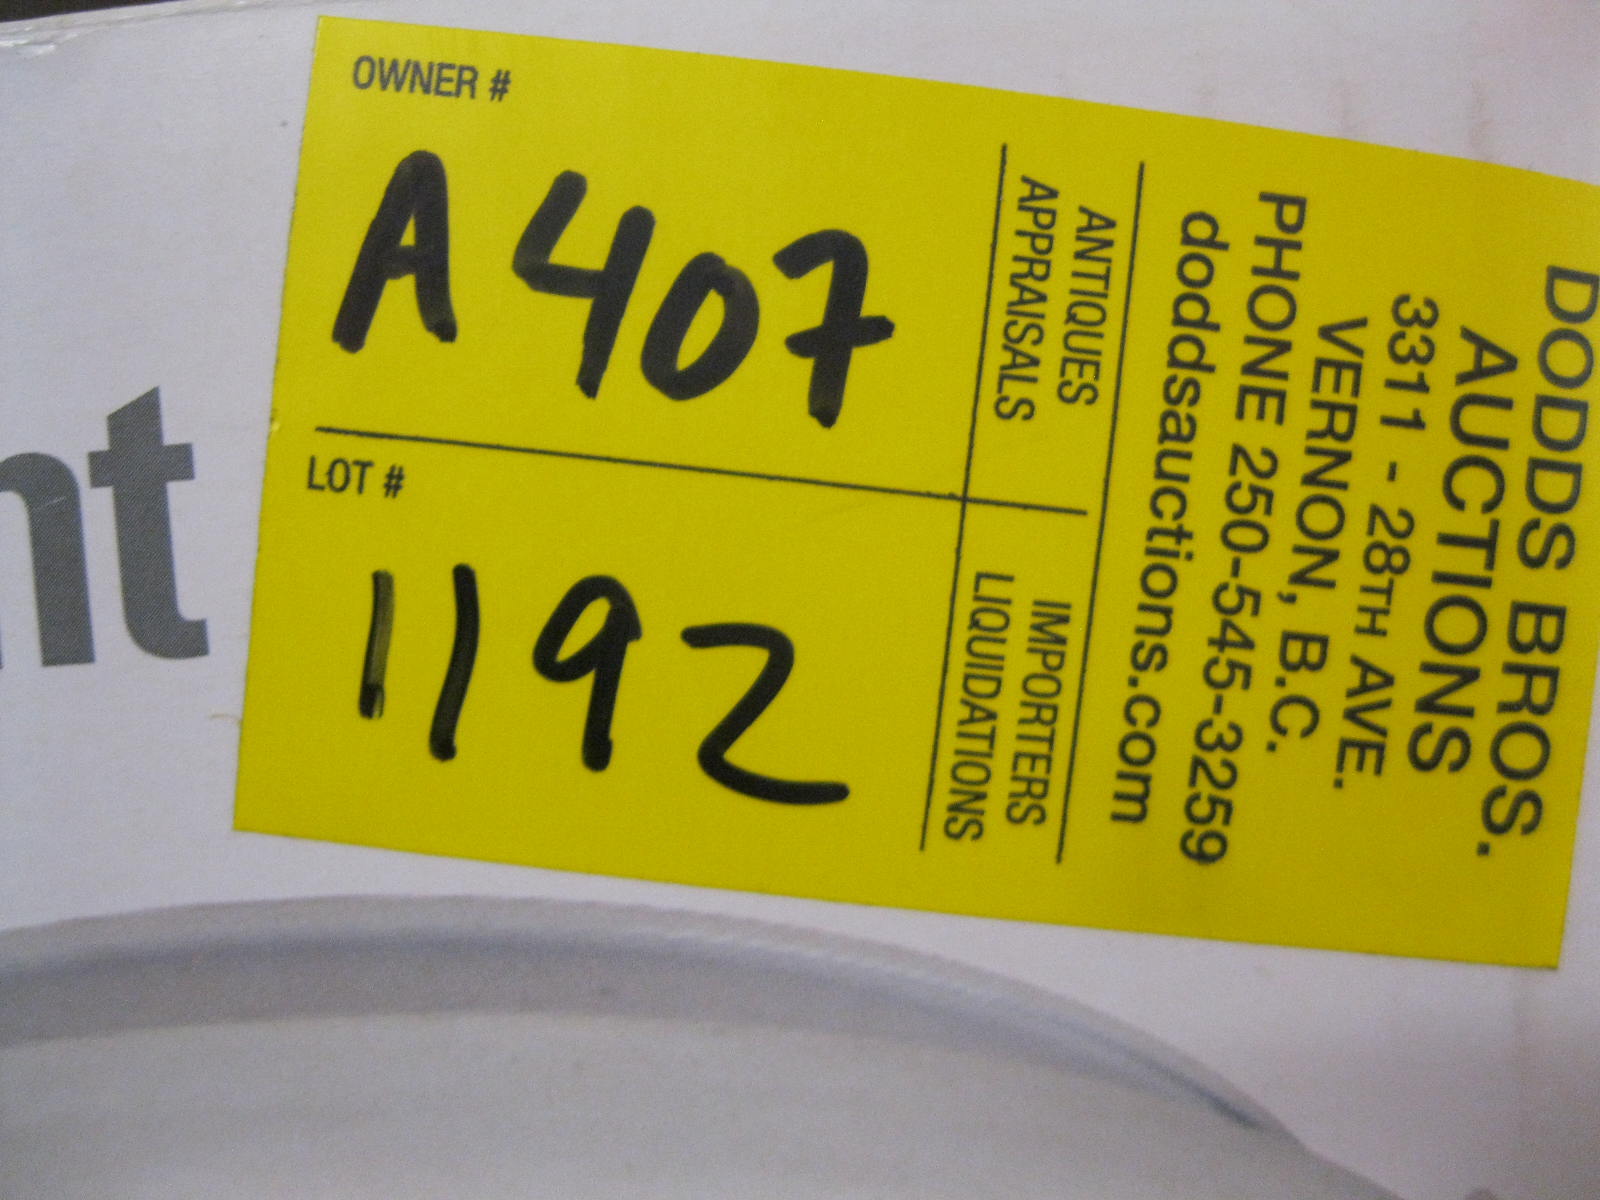 OWNER #
A407
LOT #
1192
ANTIQUES
APPRAISALS
IMPORTERS
LIQUIDATIONS
DODDS BROS.
AUCTIONS
3311 - 28TH AVE.
VERNON, B.C.
PHONE 250-545-3259
doddsauctions.com
nt